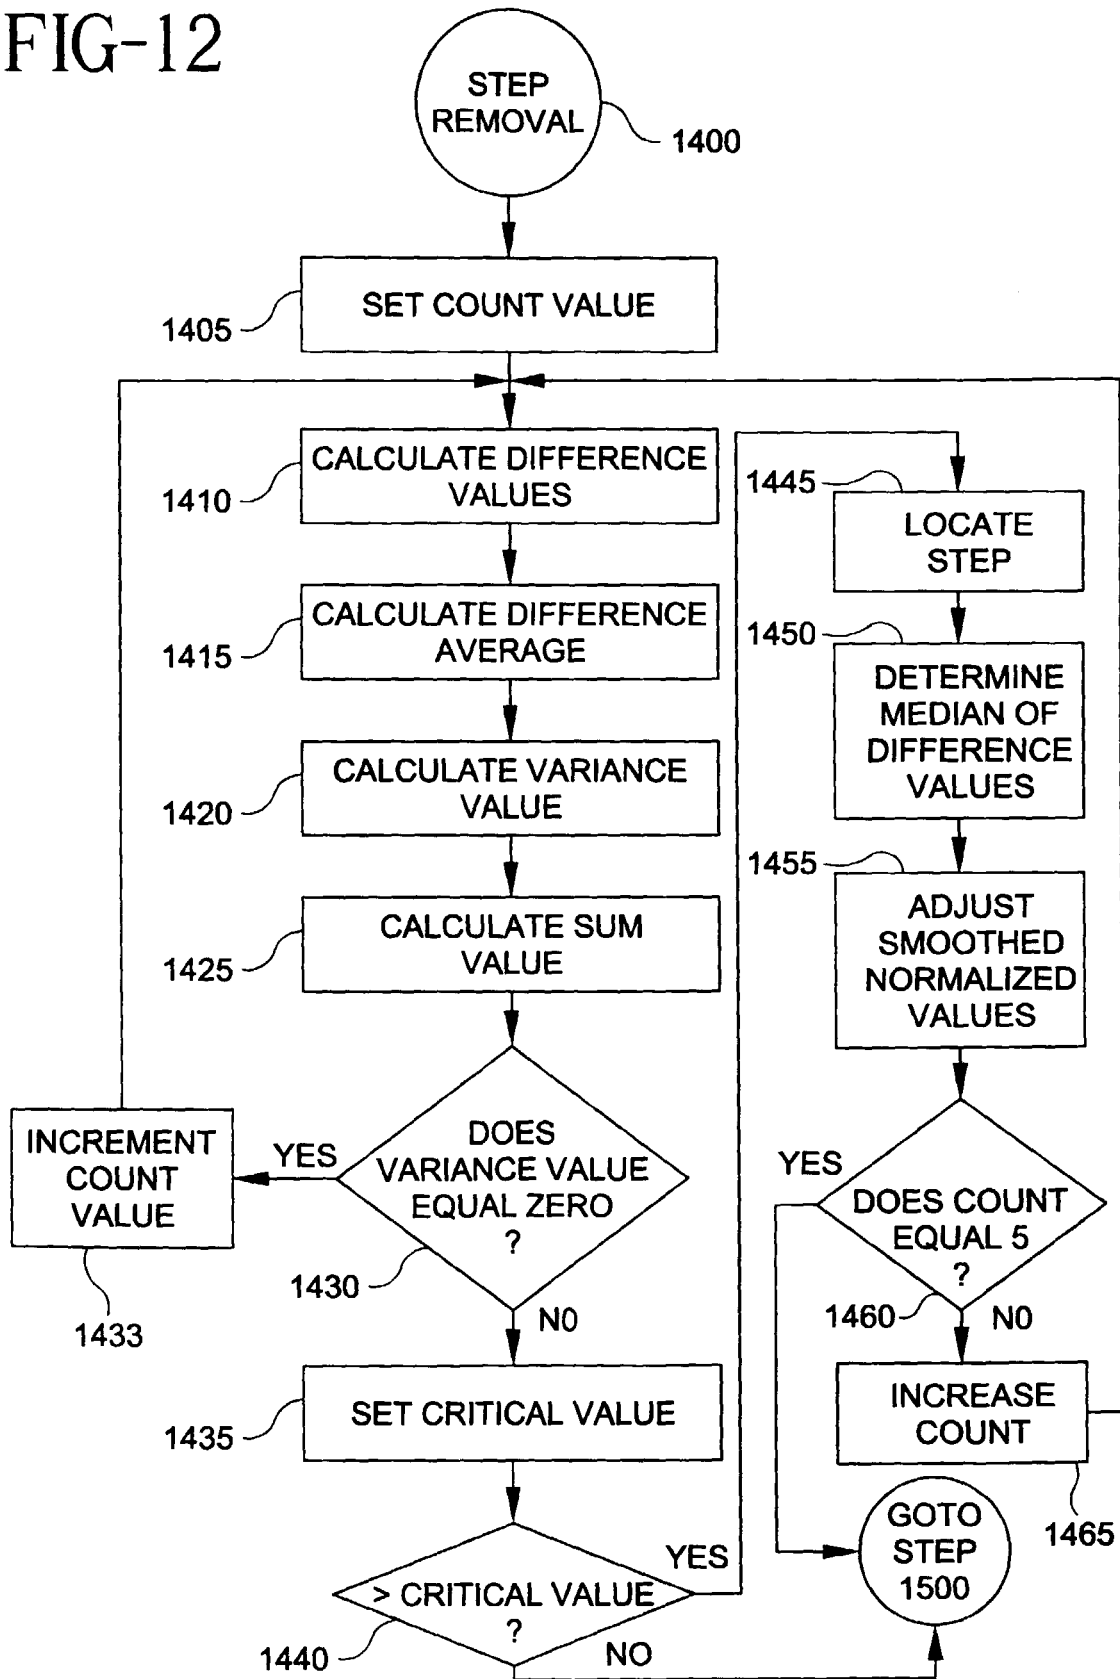 FIG-12
STEP
REMOVAL
1400
SET COUNT VALUE
1405
CALCULATE DIFFERENCE
VALUES
1410
CALCULATE DIFFERENCE
AVERAGE
1415
CALCULATE VARIANCE
VALUE
1420
CALCULATE SUM
VALUE
1425
DOES
VARIANCE VALUE
EQUAL ZERO
?
1430
YES
INCREMENT
COUNT
VALUE
1433
NO
SET CRITICAL VALUE
1435
> CRITICAL VALUE
?
1440
YES
NO
1445
LOCATE
STEP
1450
DETERMINE
MEDIAN OF
DIFFERENCE
VALUES
1455
ADJUST
SMOOTHED
NORMALIZED
VALUES
YES
DOES COUNT
EQUAL 5
?
1460
NO
INCREASE
COUNT
1465
GOTO
STEP
1500